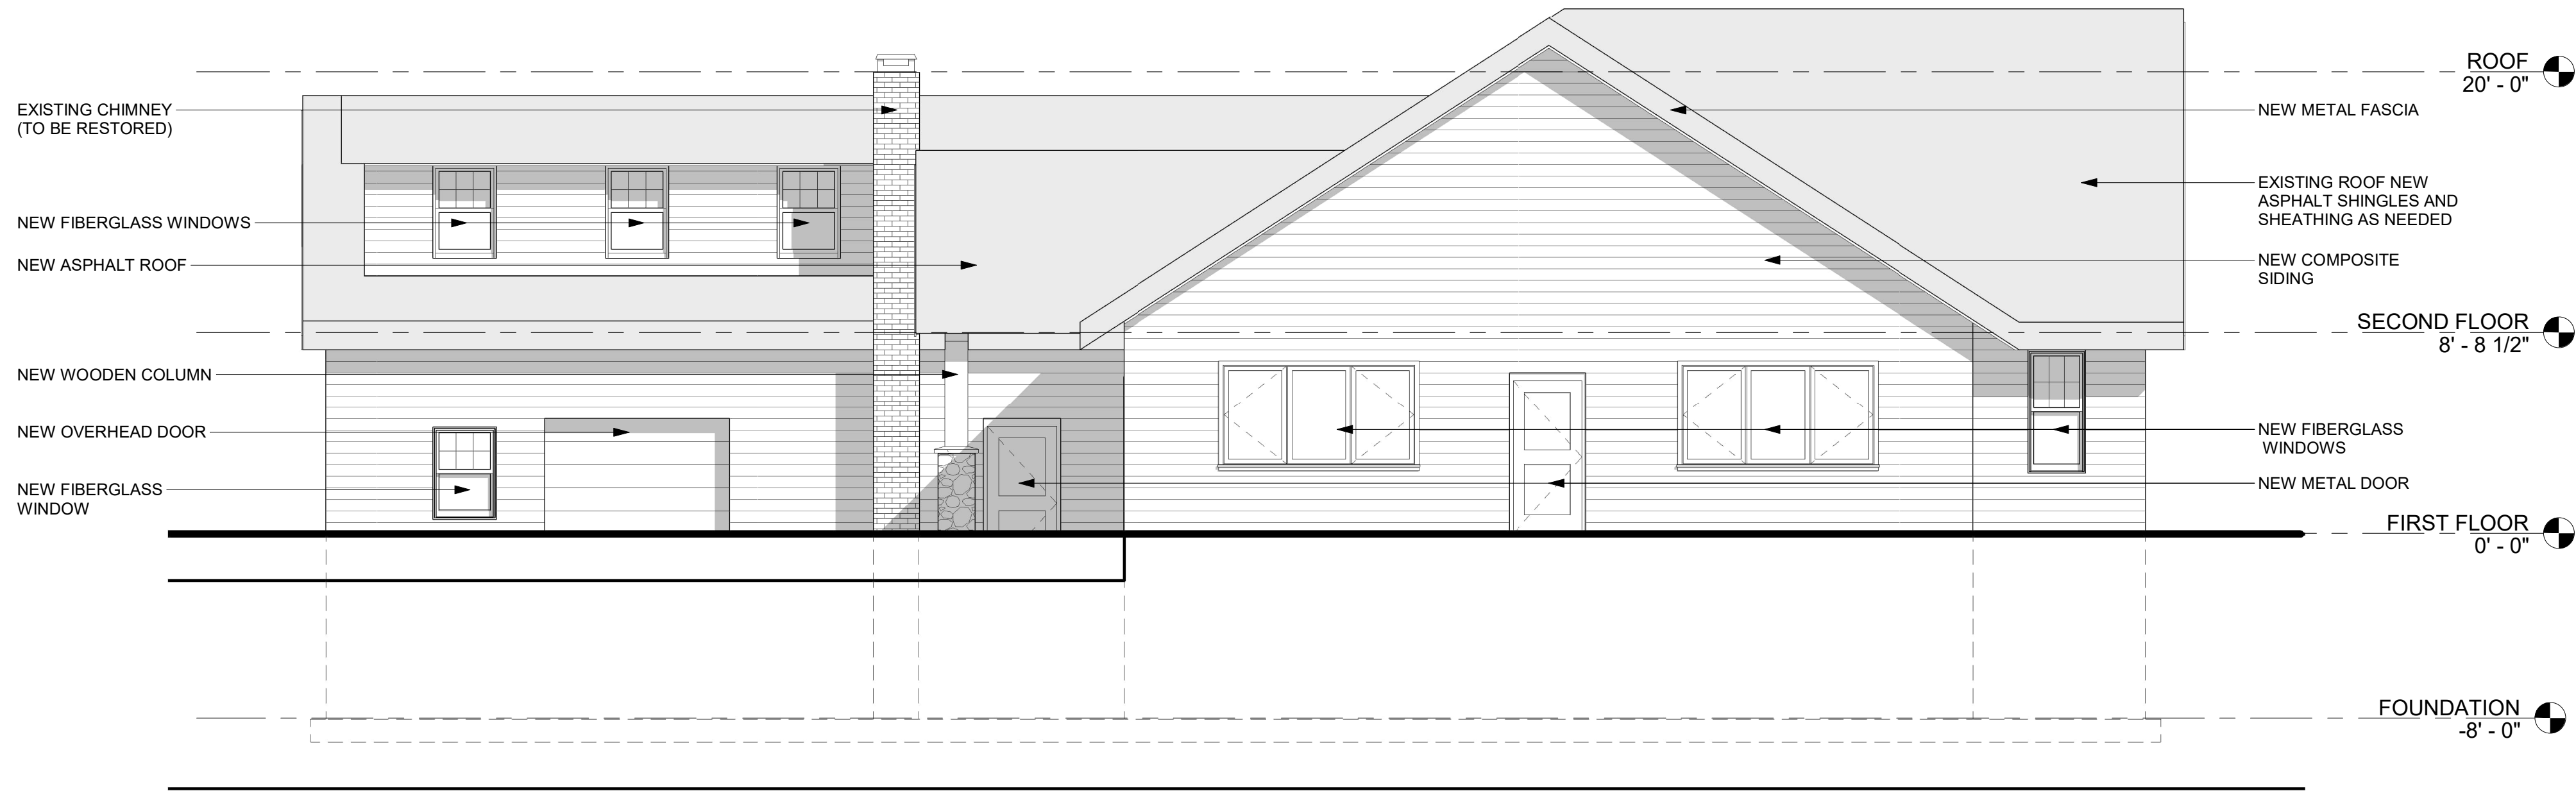 EXISTING CHIMNEY
(TO BE RESTORED)
NEW FIBERGLASS WINDOWS
NEW ASPHALT ROOF
NEW WOODEN COLUMN
NEW OVERHEAD DOOR
NEW FIBERGLASS
WINDOW
ROOF
20' - 0"
NEW METAL FASCIA
EXISTING ROOF NEW
ASPHALT SHINGLES AND
SHEATHING AS NEEDED
NEW COMPOSITE
SIDING
SECOND FLOOR
8' - 8 1/2"
NEW FIBERGLASS
WINDOWS
NEW METAL DOOR
FIRST FLOOR
0' - 0"
FOUNDATION
-8' - 0"